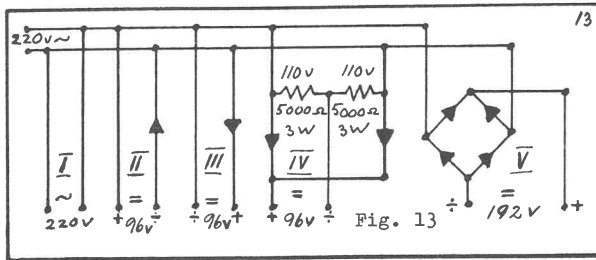 13
220v~
110v 110v
5000Ω 5000Ω
3W 3W
I II III IV V
~ = = = =
220v + 96v ÷ ÷ 96v + + 96v ÷ Fig. 13 ÷ 192v +